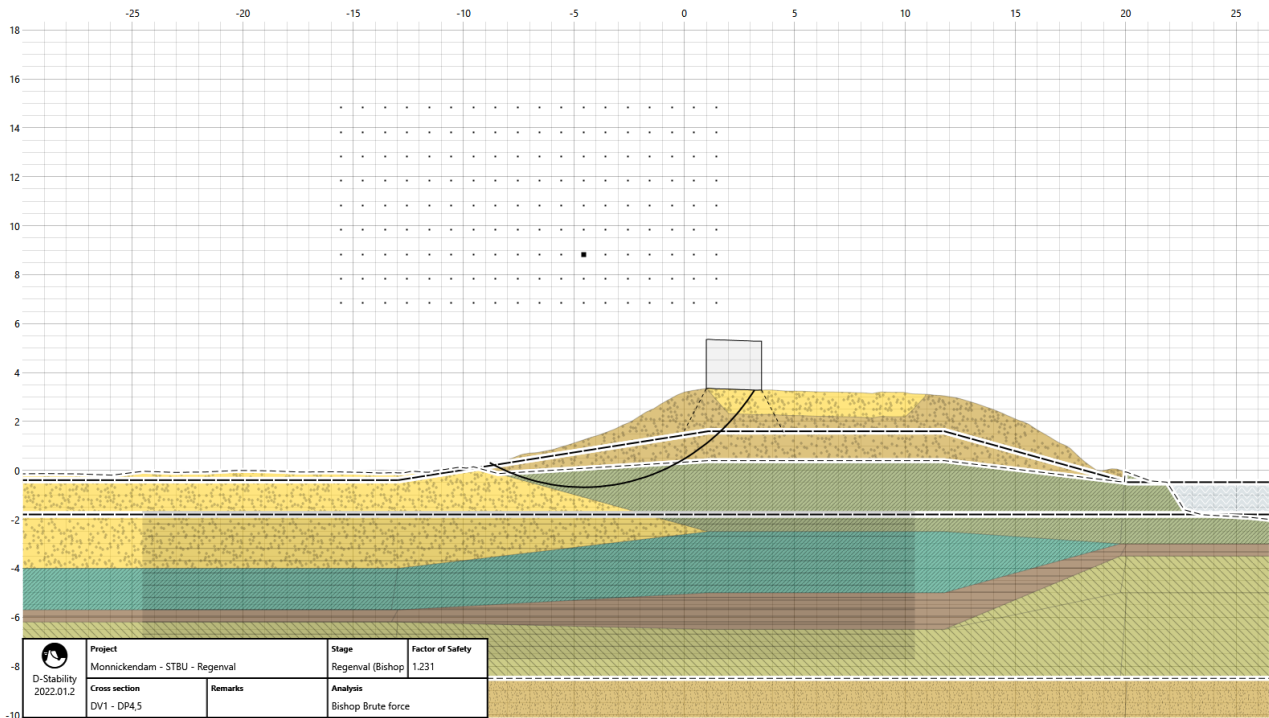 -25 -20 -15 -10 -5 0 5 10 15 20 25
18
16
14
12
10
8
6
4
2
0
-2
-4
-6
-8
-10
Project
Monnickendam - STBU - Regenval
Stage
Regenval (Bishop
Factor of Safety
1.231
D-Stability
2022.01.2
Cross section
DV1 - DP4,5
Remarks
Analysis
Bishop Brute force